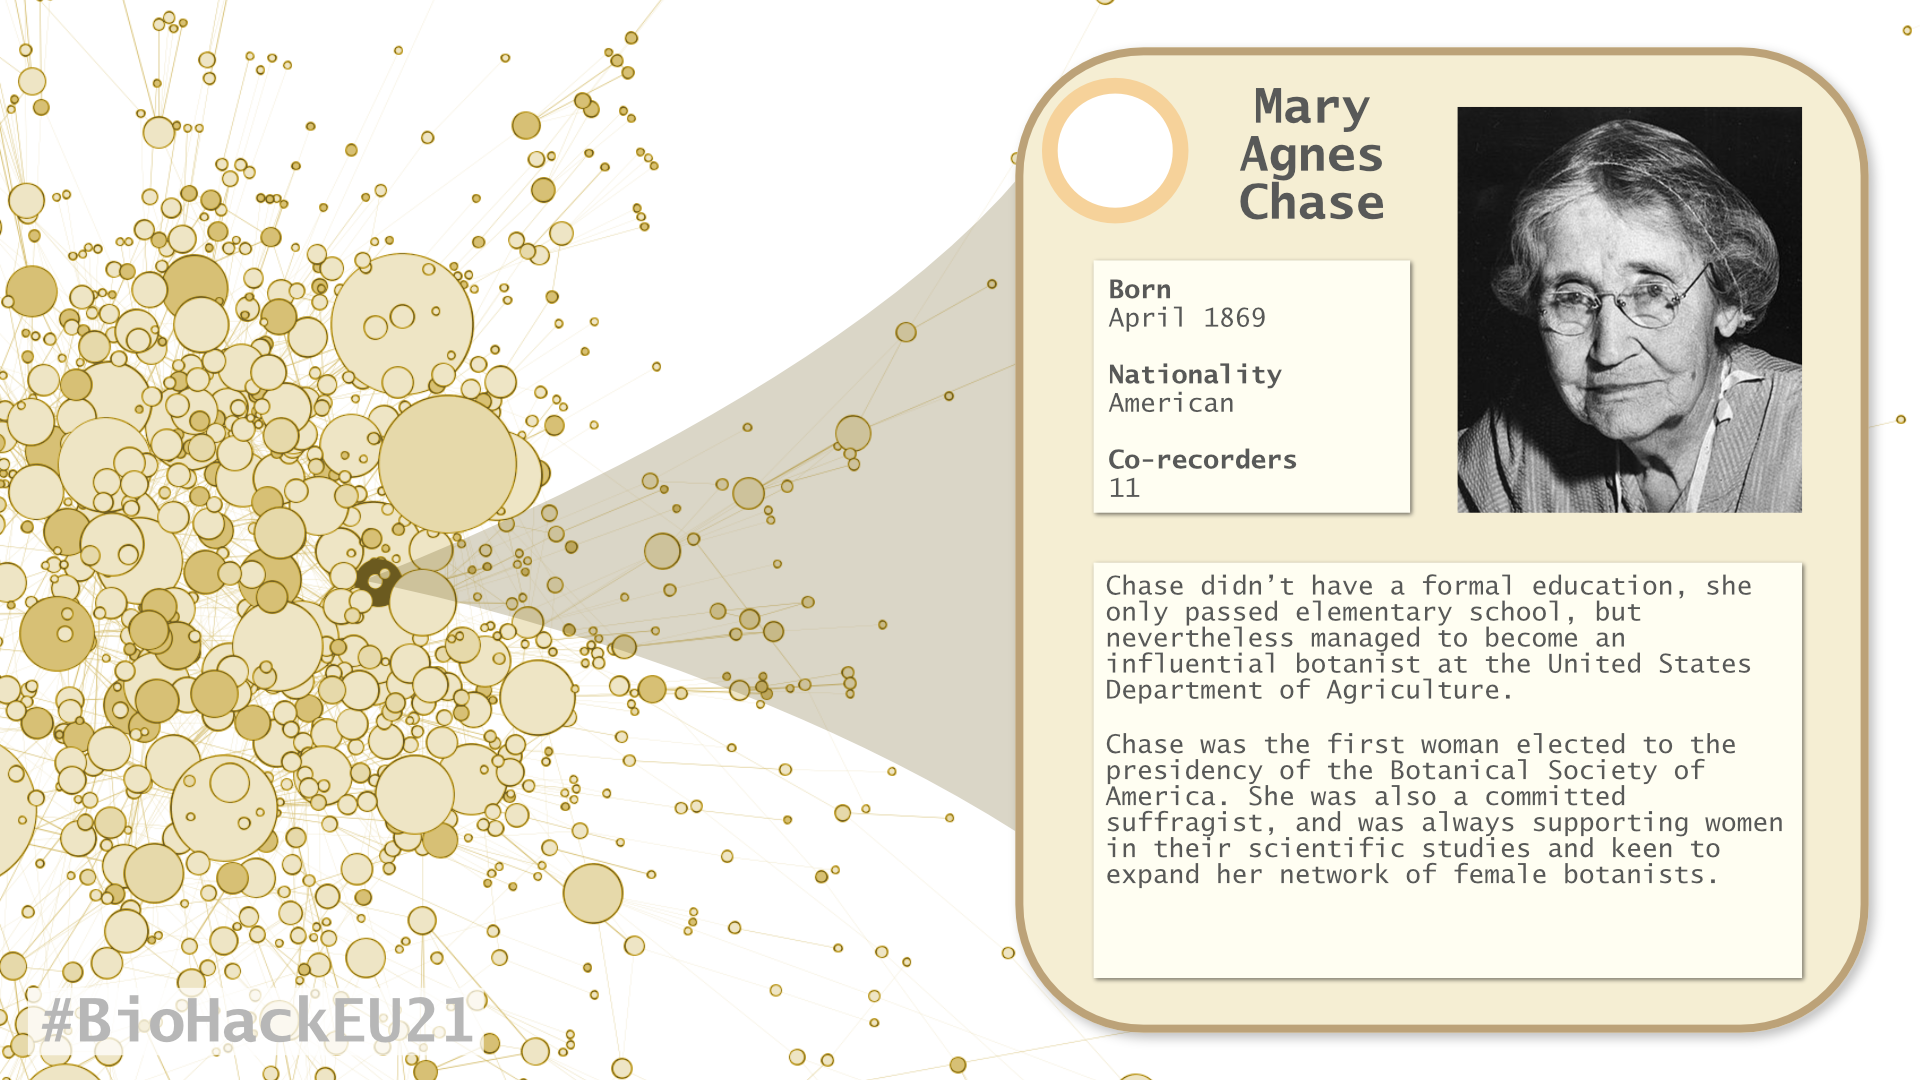 Mary
Agnes
Chase
Born
April 1869
Nationality
American
Co-recorders
11
Chase didn’t have a formal education, she
only passed elementary school, but
nevertheless managed to become an
influential botanist at the United States
Department of Agriculture.
Chase was the first woman elected to the
presidency of the Botanical Society of
America. She was also a committed
suffragist, and was always supporting women
in their scientific studies and keen to
expand her network of female botanists.
#BioHackEU21